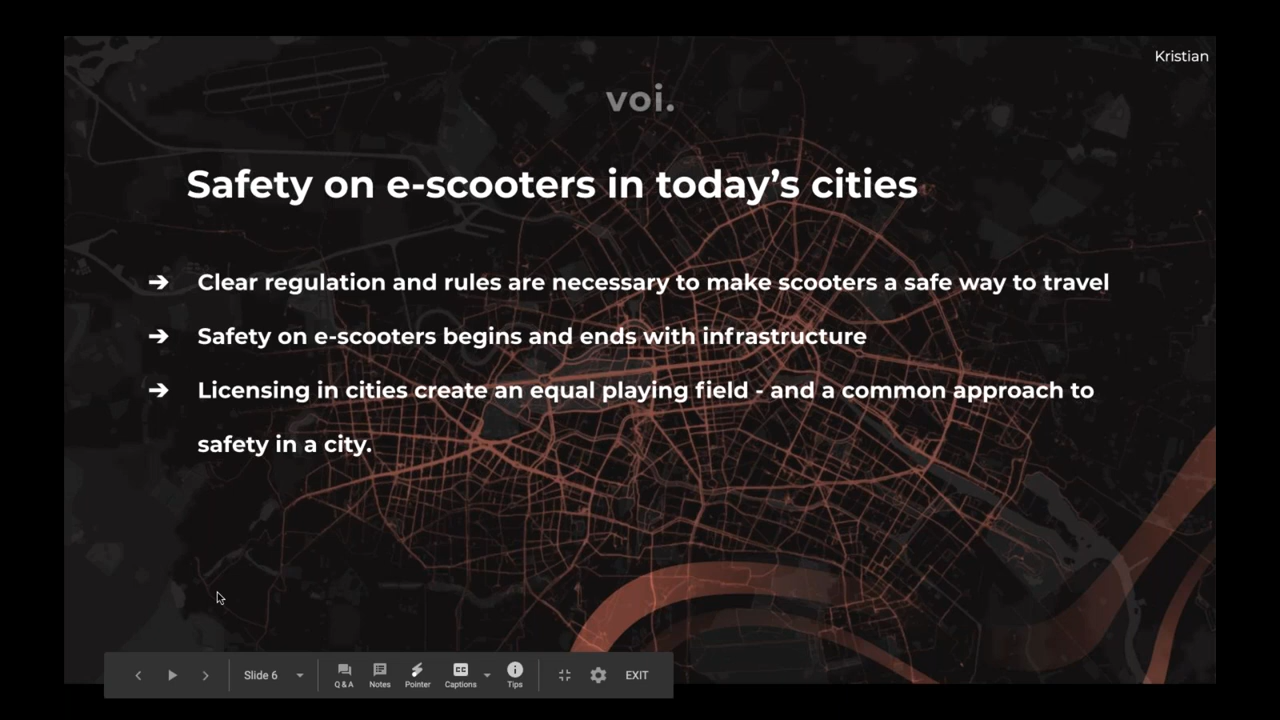 Kristian
voi.
Safety on e-scooters in today’s cities
➔ Clear regulation and rules are necessary to make scooters a safe way to travel
➔ Safety on e-scooters begins and ends with infrastructure
➔ Licensing in cities create an equal playing field - and a common approach to
safety in a city.
Slide 6
Q & A
Notes
Pointer
CC
Captions
Tips
EXIT